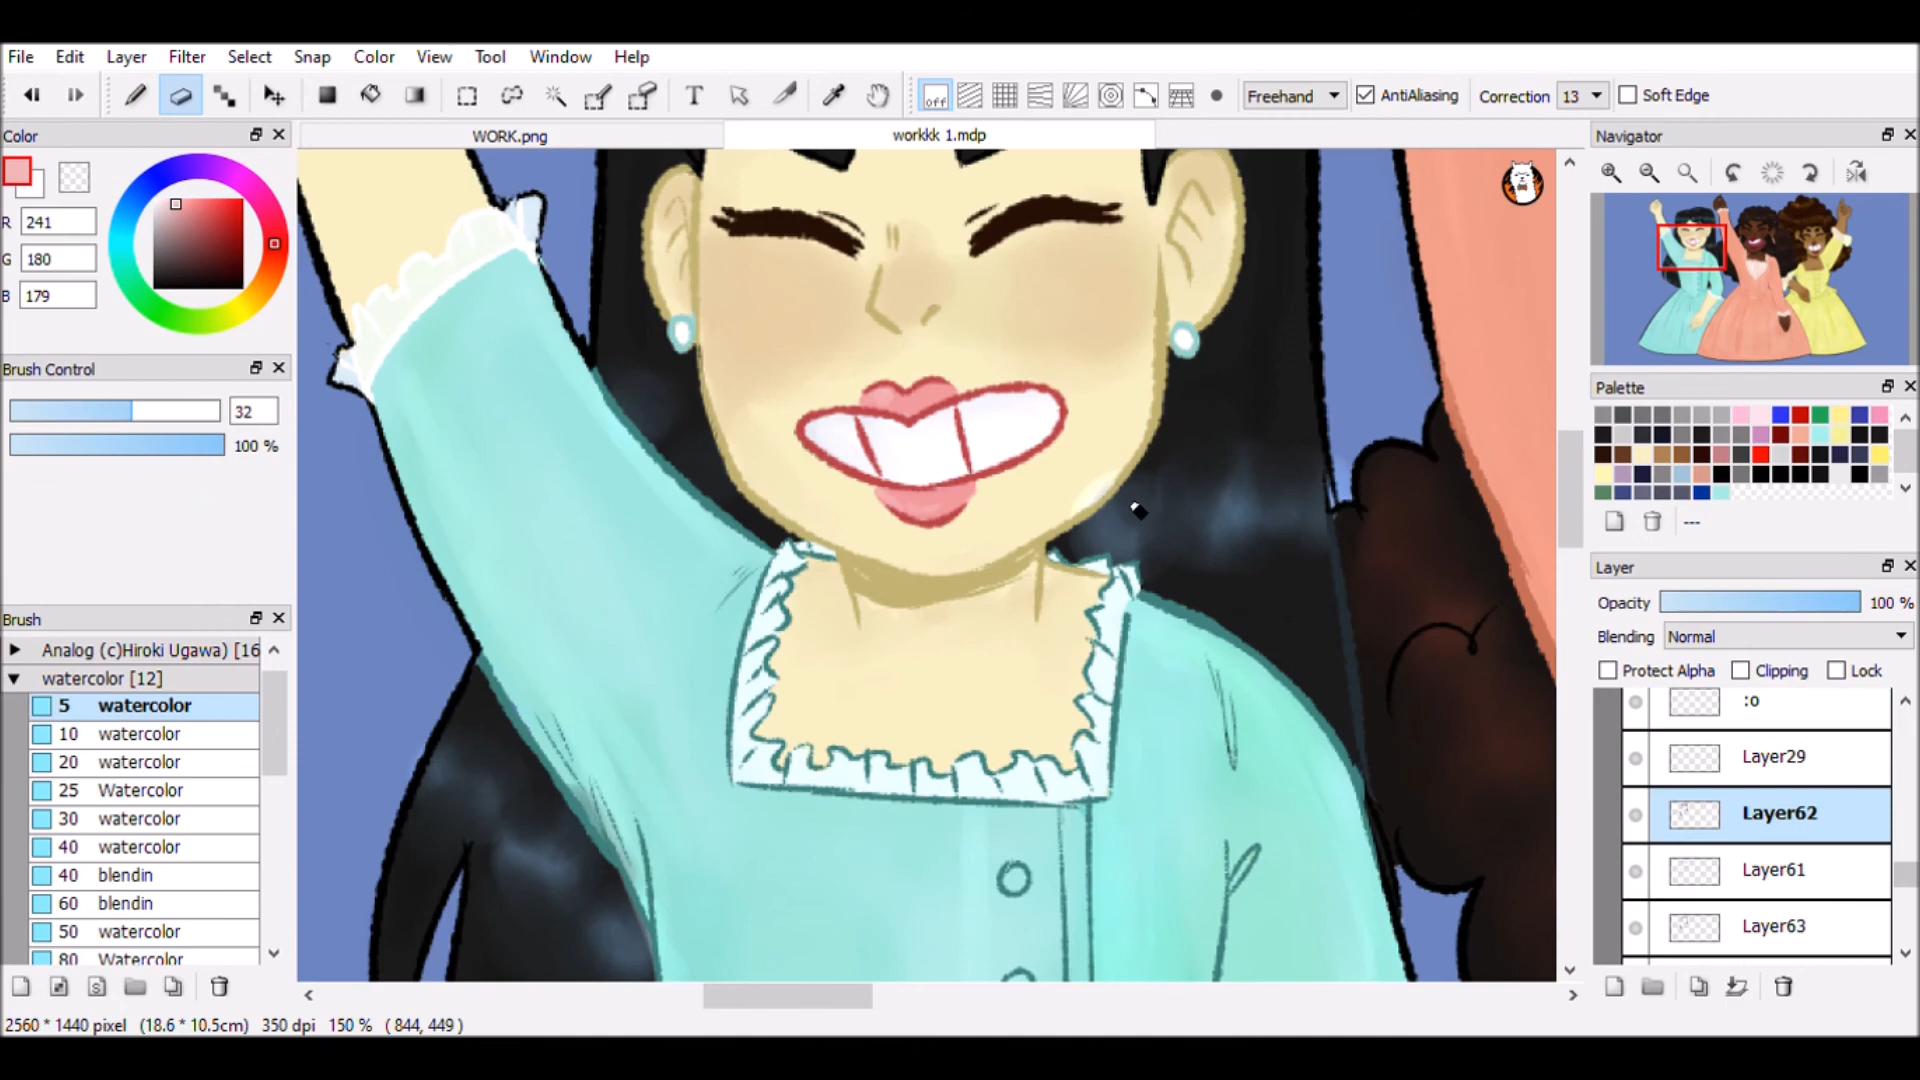 File Edit Layer Filter Select Snap Color View Tool Window Help
off Freehand AntiAliasing Correction 13 Soft Edge
Color
WORK.png
workkk 1.mdp
Navigator
R 241
G 180
B 179
Brush Control
32
100 %
Palette
---
Layer
Opacity 100 %
Blending Normal
Protect Alpha Clipping Lock
:o
Layer29
Layer62
Layer61
Layer63
Brush
Analog (c)Hiroki Ugawa) [16
watercolor [12]
5 watercolor
10 watercolor
20 watercolor
25 Watercolor
30 watercolor
40 watercolor
40 blendin
60 blendin
50 watercolor
80 Watercolor
2560 * 1440 pixel (18.6 * 10.5cm) 350 dpi 150 % ( 844, 449 )